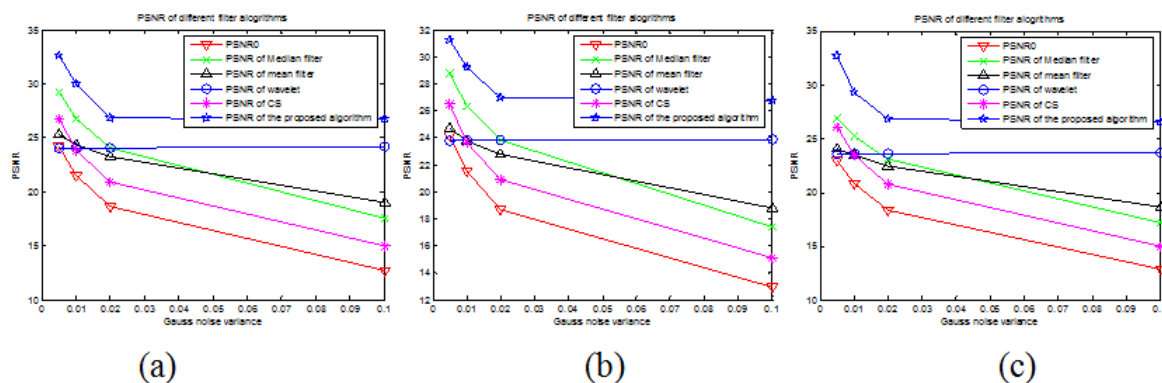 PSNR of different filter alogrithms
35
30
25
20
15
10
PSNR
PSNR0
PSNR of Median filter
PSNR of mean filter
PSNR of wavelet
PSNR of CS
PSNR of the proposed algorithm
0 0.01 0.02 0.03 0.04 0.05 0.06 0.07 0.08 0.09 0.1
Gauss noise variance
(a)
PSNR of different filter alogrithms
32
30
28
26
24
22
20
18
16
14
12
PSNR
PSNR0
PSNR of Median filter
PSNR of mean filter
PSNR of wavelet
PSNR of CS
PSNR of the proposed algorithm
0 0.01 0.02 0.03 0.04 0.05 0.06 0.07 0.08 0.09 0.1
Gauss noise variance
(b)
PSNR of different filter alogrithms
35
30
25
20
15
10
PSNR
PSNR0
PSNR of Median filter
PSNR of mean filter
PSNR of wavelet
PSNR of CS
PSNR of the proposed algorithm
0 0.01 0.02 0.03 0.04 0.05 0.06 0.07 0.08 0.09 0.1
Gauss noise variance
(c)